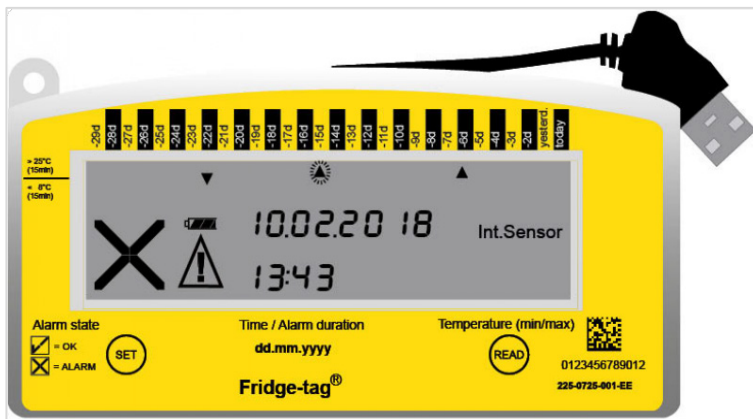 -29d -28d -27d -26d -25d -24d -23d -22d -21d -20d -19d -18d -17d -16d -15d -14d -13d -12d -11d -10d -9d -8d -7d -6d -5d -4d -3d -2d yesterd. today
> 25°C
(15min)
< 8°C
(15min)
10.02.2018
Int.Sensor
13:43
Alarm state
Time / Alarm duration
Temperature (min/max)
= OK
= ALARM
SET
dd.mm.yyyy
READ
0123456789012
Fridge-tag®
225-0725-001-EE